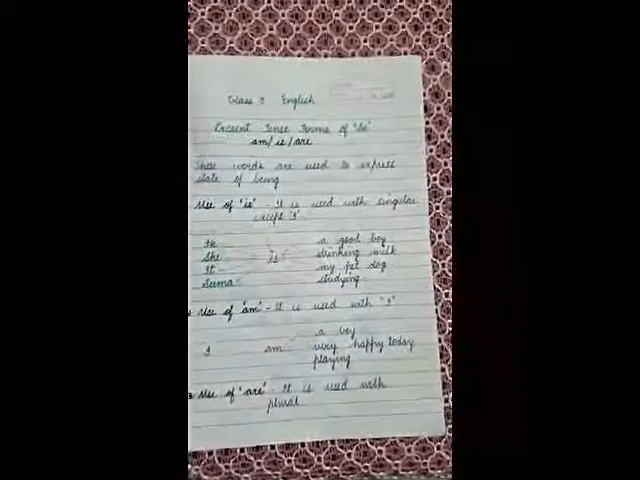 Class 3 English
Present Tense Forms of 'Be'
am/is/are
These words are used to express
state of being
Use of 'is' - It is used with singular
except 'I'
He a good boy
She is drinking milk
It my pet dog
Seema studying
Use of 'am' - It is used with "I"
a boy
I am very happy today
playing
Use of 'are' - It is used with
plural